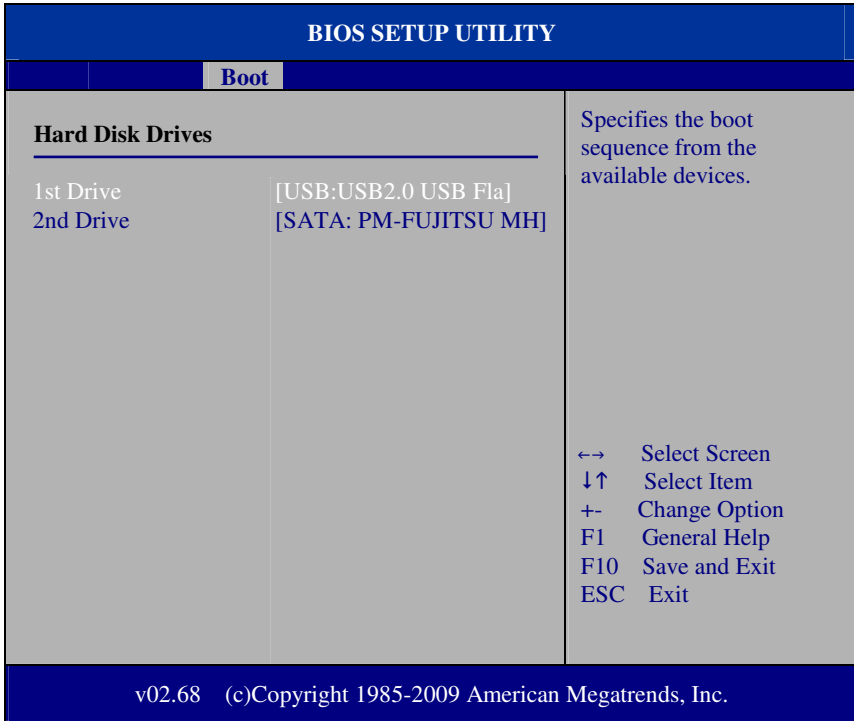 BIOS SETUP UTILITY
Boot
Hard Disk Drives
1st Drive [USB:USB2.0 USB Fla]
2nd Drive [SATA: PM-FUJITSU MH]
Specifies the boot
sequence from the
available devices.
←→ Select Screen
↓↑ Select Item
+- Change Option
F1 General Help
F10 Save and Exit
ESC Exit
v02.68 (c)Copyright 1985-2009 American Megatrends, Inc.